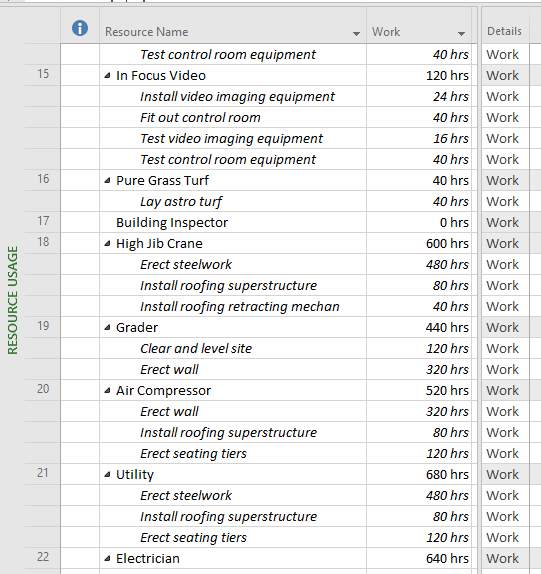 Resource Name Work Details
Test control room equipment 40 hrs Work
15 In Focus Video 120 hrs Work
Install video imaging equipment 24 hrs Work
Fit out control room 40 hrs Work
Test video imaging equipment 16 hrs Work
Test control room equipment 40 hrs Work
16 Pure Grass Turf 40 hrs Work
Lay astro turf 40 hrs Work
17 Building Inspector 0 hrs Work
18 High Jib Crane 600 hrs Work
Erect steelwork 480 hrs Work
Install roofing superstructure 80 hrs Work
Install roofing retracting mechan 40 hrs Work
19 Grader 440 hrs Work
Clear and level site 120 hrs Work
Erect wall 320 hrs Work
20 Air Compressor 520 hrs Work
Erect wall 320 hrs Work
Install roofing superstructure 80 hrs Work
Erect seating tiers 120 hrs Work
21 Utility 680 hrs Work
Erect steelwork 480 hrs Work
Install roofing superstructure 80 hrs Work
Erect seating tiers 120 hrs Work
22 Electrician 640 hrs Work
RESOURCE USAGE